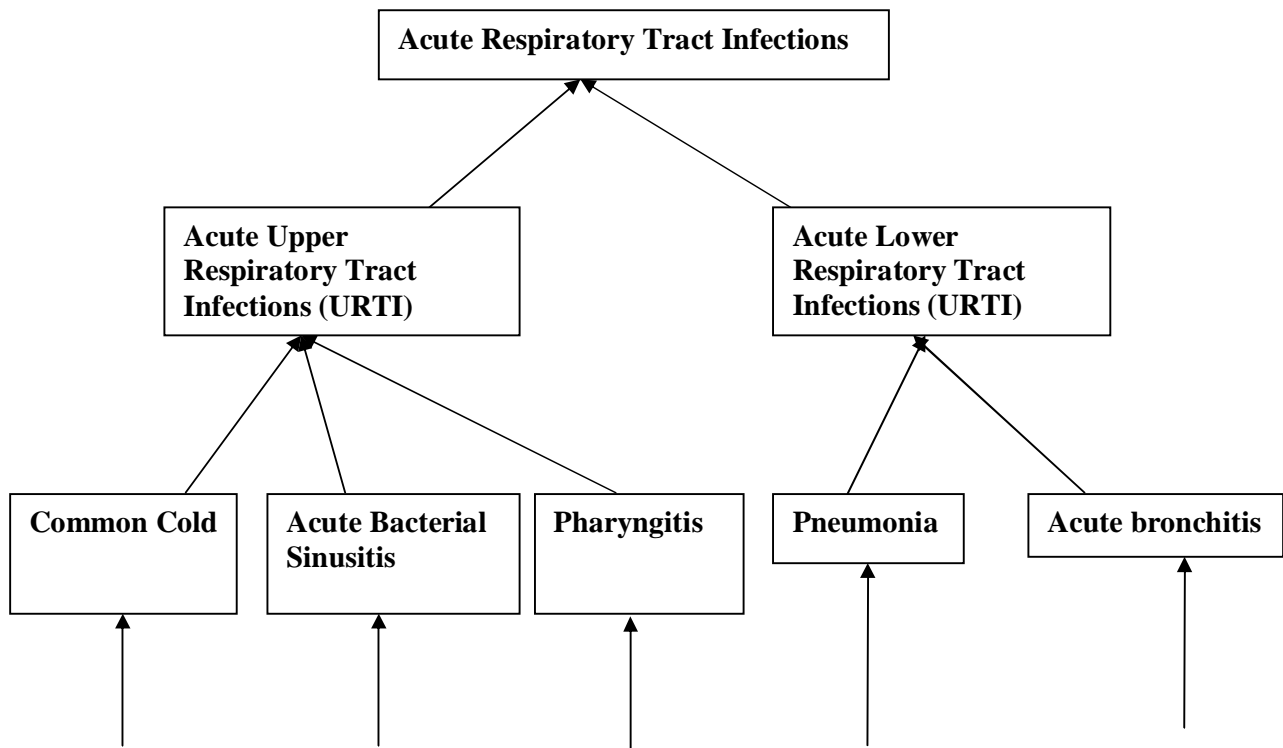 Acute Respiratory Tract Infections
Acute Upper
Respiratory Tract
Infections (URTI)
Acute Lower
Respiratory Tract
Infections (URTI)
Common Cold
Acute Bacterial
Sinusitis
Pharyngitis
Pneumonia
Acute bronchitis